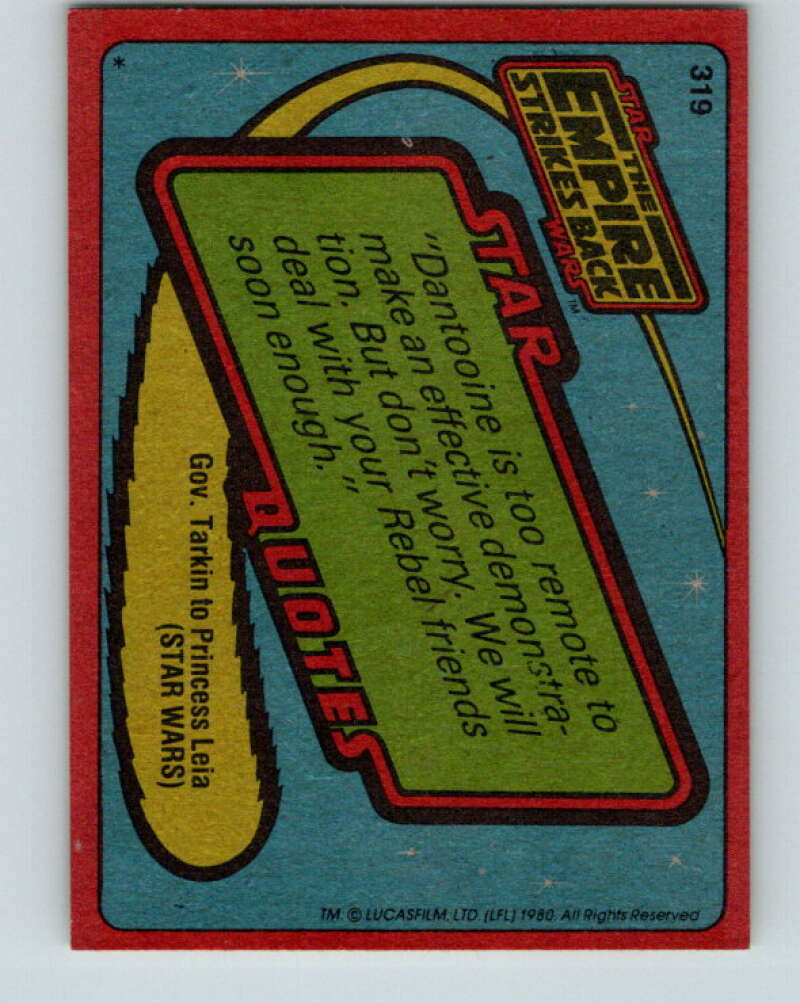 319
STAR
THE
EMPIRE
STRIKES BACK
WARS™
STAR
"Dantooine is too remote to
make an effective demonstra-
tion. But don't worry. We will
deal with your Rebel friends
soon enough."
QUOTES
Gov. Tarkin to Princess Leia
(STAR WARS)
*
TM. © LUCASFILM, LTD. (LFL) 1980. All Rights Reserved